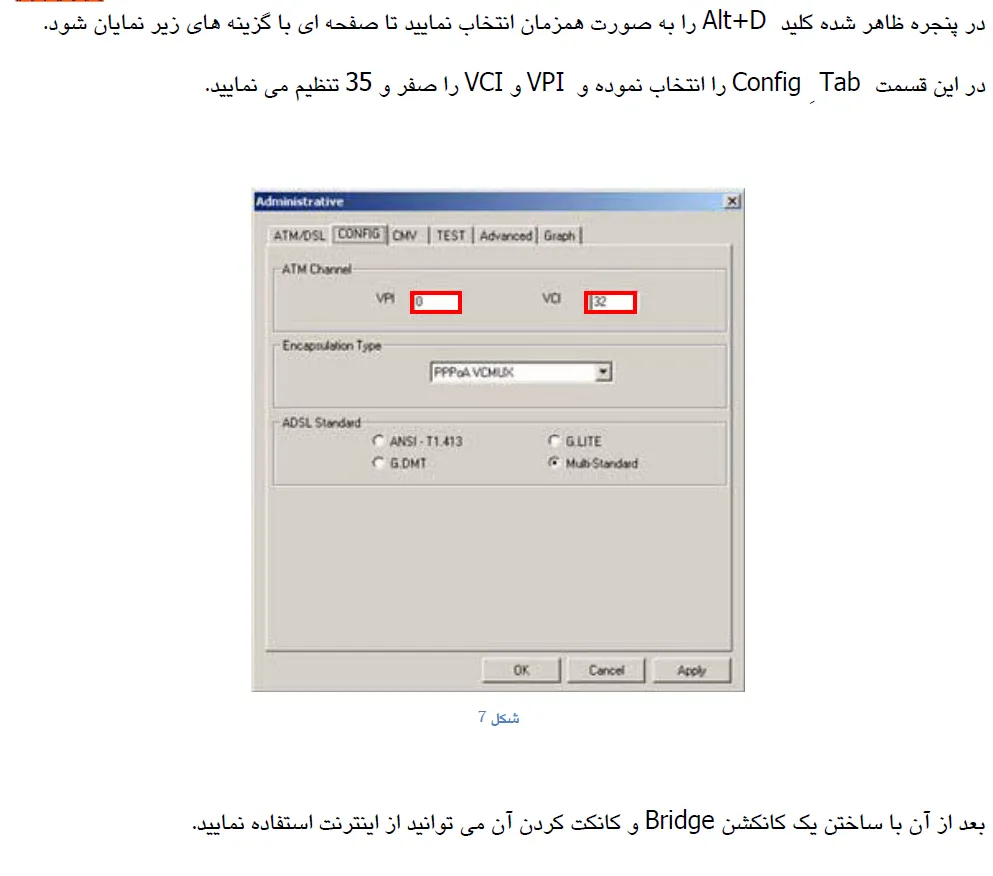 در پنجره ظاهر شده کلید Alt+D را به صورت همزمان انتخاب نمایید تا صفحه ای با گزینه های زیر نمایان شود.
در این قسمت Tab ِ Config را انتخاب نموده و VPI و VCI را صفر و 35 تنظیم می نمایید.
Administrative
ATM/DSL CONFIG CMV TEST Advanced Graph
ATM Channel
VPI 0 VCI 32
Encapsulation Type
PPPoA VCMUX
ADSL Standard
ANSI - T1.413 G.LITE
G.DMT Multi-Standard
OK Cancel Apply
شکل 7
بعد از آن با ساختن یک کانکشن Bridge و کانکت کردن آن می توانید از اینترنت استفاده نمایید.